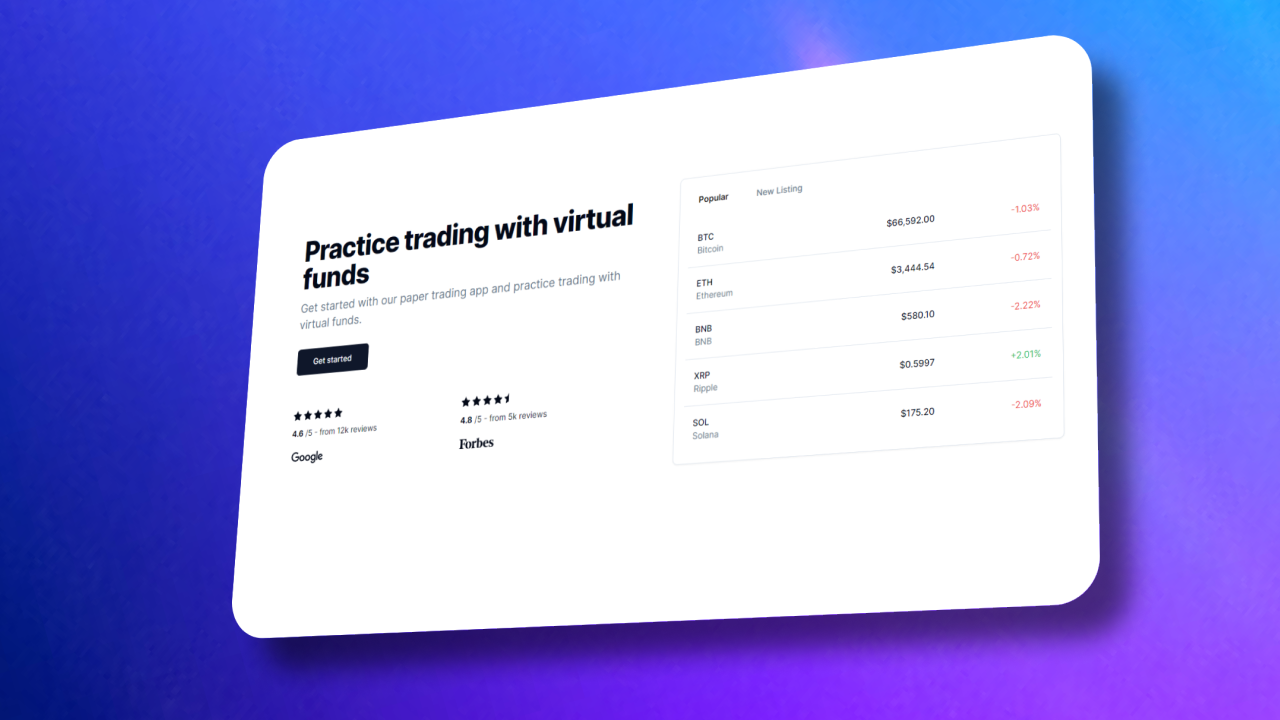 Practice trading with virtual
funds
Get started with our paper trading app and practice trading with
virtual funds.
Get started
4.6 /5 - from 12k reviews
Google
4.8 /5 - from 5k reviews
Forbes
Popular New Listing
BTC
Bitcoin
$66,592.00
-1.03%
ETH
Ethereum
$3,444.54
-0.72%
BNB
BNB
$580.10
-2.22%
XRP
Ripple
$0.5997
+2.01%
SOL
Solana
$175.20
-2.09%